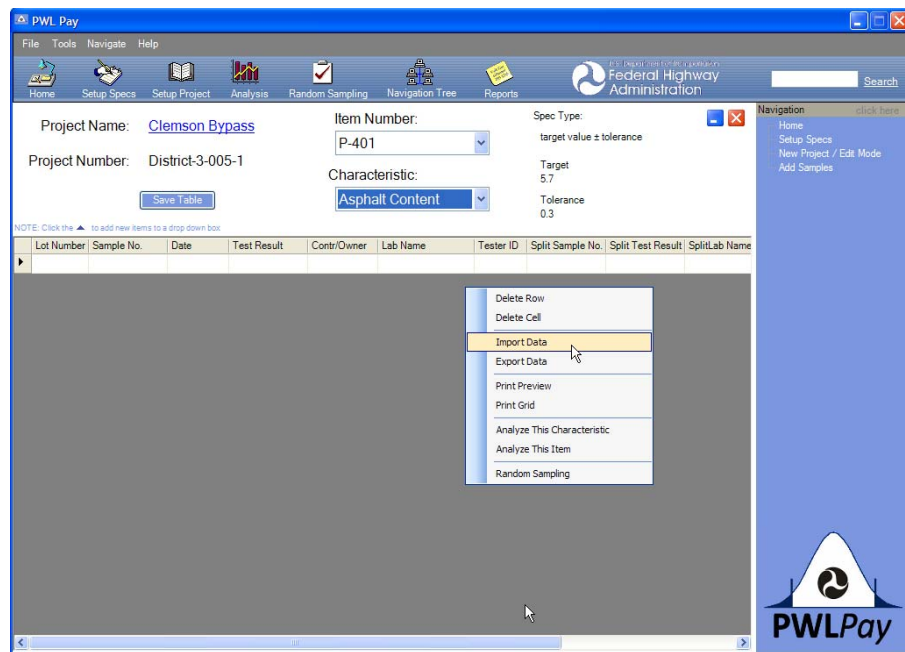 PWL Pay
File Tools Navigate Help
Home Setup Specs Setup Project Analysis Random Sampling Navigation Tree Reports
Federal Highway
Administration
Search
Project Name: Clemson Bypass
Project Number: District-3-005-1
Save Table
NOTE: Click the ▲ to add new items to a drop down box
Item Number:
P-401
Characteristic:
Asphalt Content
Spec Type:
target value ± tolerance
Target
5.7
Tolerance
0.3
Navigation click here
Home
Setup Specs
New Project / Edit Mode
Add Samples
Lot Number Sample No. Date Test Result Contr/Owner Lab Name Tester ID Split Sample No. Split Test Result SplitLab Name
Delete Row
Delete Cell
Import Data
Export Data
Print Preview
Print Grid
Analyze This Characteristic
Analyze This Item
Random Sampling
PWLPay